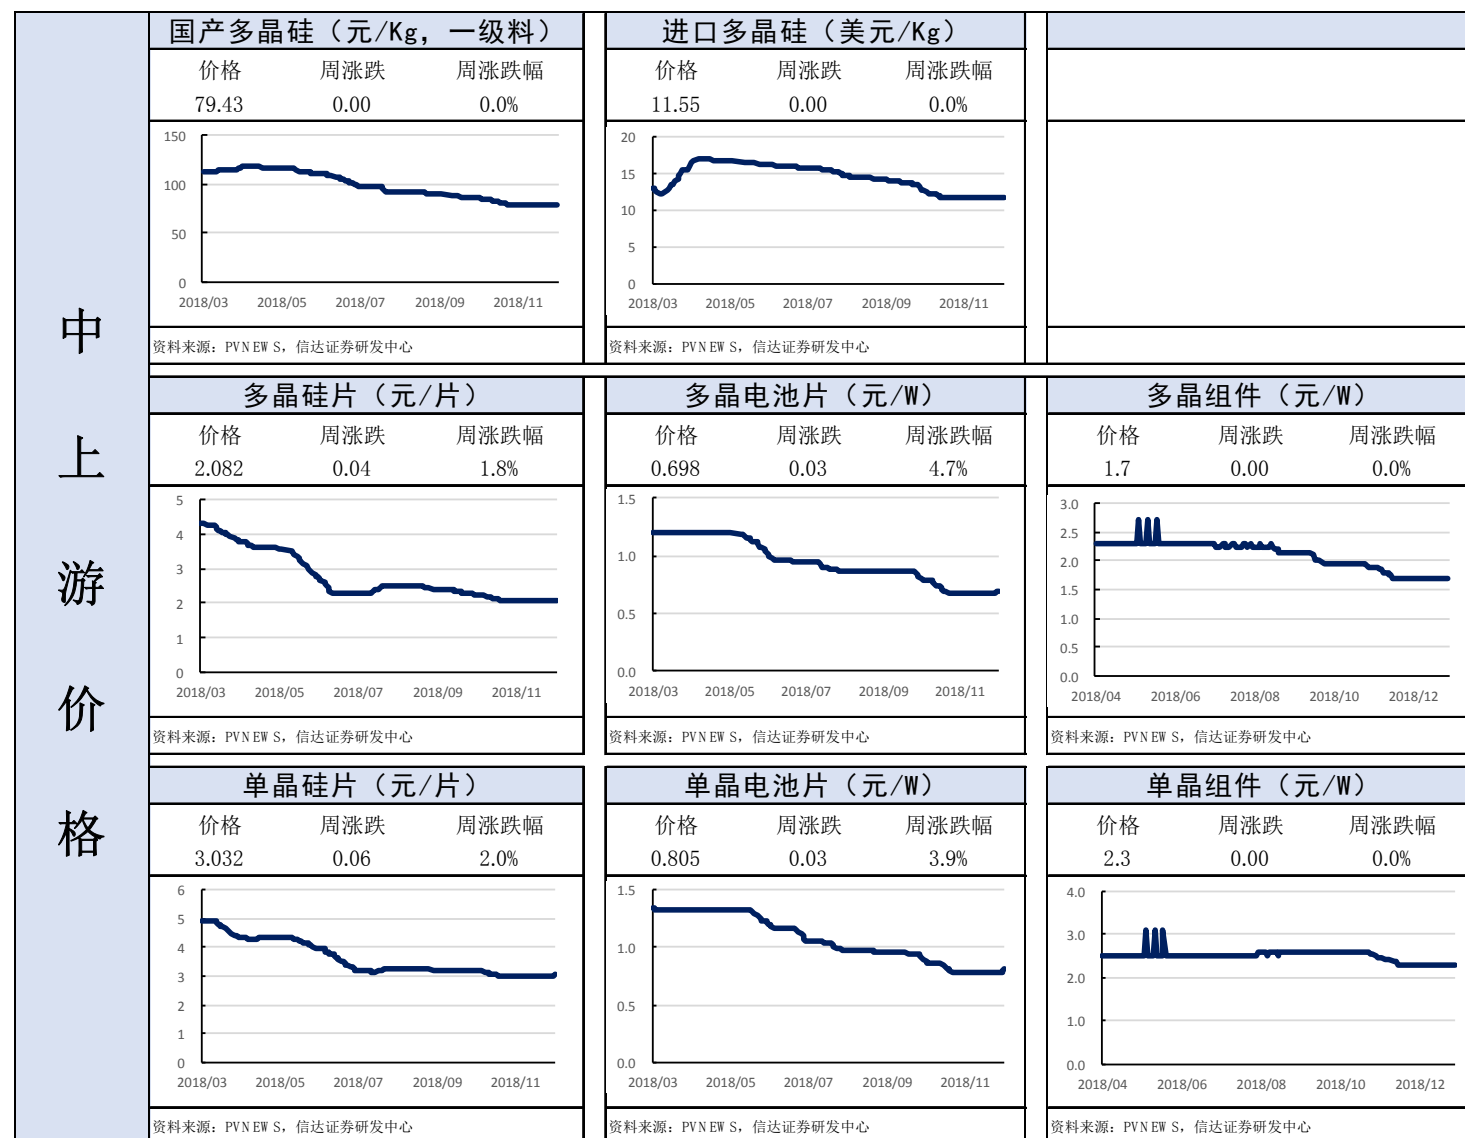 中
上
游
价
格
国产多晶硅（元/Kg，一级料）
价格 周涨跌 周涨跌幅
79.43 0.00 0.0%
150
100
50
0
2018/03 2018/05 2018/07 2018/09 2018/11
资料来源：PVNEWS，信达证券研发中心
进口多晶硅（美元/Kg）
价格 周涨跌 周涨跌幅
11.55 0.00 0.0%
20
15
10
5
0
2018/03 2018/05 2018/07 2018/09 2018/11
资料来源：PVNEWS，信达证券研发中心
多晶硅片（元/片）
价格 周涨跌 周涨跌幅
2.082 0.04 1.8%
5
4
3
2
1
0
2018/03 2018/05 2018/07 2018/09 2018/11
资料来源：PVNEWS，信达证券研发中心
多晶电池片（元/W）
价格 周涨跌 周涨跌幅
0.698 0.03 4.7%
1.5
1.0
0.5
0.0
2018/03 2018/05 2018/07 2018/09 2018/11
资料来源：PVNEWS，信达证券研发中心
多晶组件（元/W）
价格 周涨跌 周涨跌幅
1.7 0.00 0.0%
3.0
2.5
2.0
1.5
1.0
0.5
0.0
2018/04 2018/06 2018/08 2018/10 2018/12
资料来源：PVNEWS，信达证券研发中心
单晶硅片（元/片）
价格 周涨跌 周涨跌幅
3.032 0.06 2.0%
6
5
4
3
2
1
0
2018/03 2018/05 2018/07 2018/09 2018/11
资料来源：PVNEWS，信达证券研发中心
单晶电池片（元/W）
价格 周涨跌 周涨跌幅
0.805 0.03 3.9%
1.5
1.0
0.5
0.0
2018/03 2018/05 2018/07 2018/09 2018/11
资料来源：PVNEWS，信达证券研发中心
单晶组件（元/W）
价格 周涨跌 周涨跌幅
2.3 0.00 0.0%
4.0
3.0
2.0
1.0
0.0
2018/04 2018/06 2018/08 2018/10 2018/12
资料来源：PVNEWS，信达证券研发中心